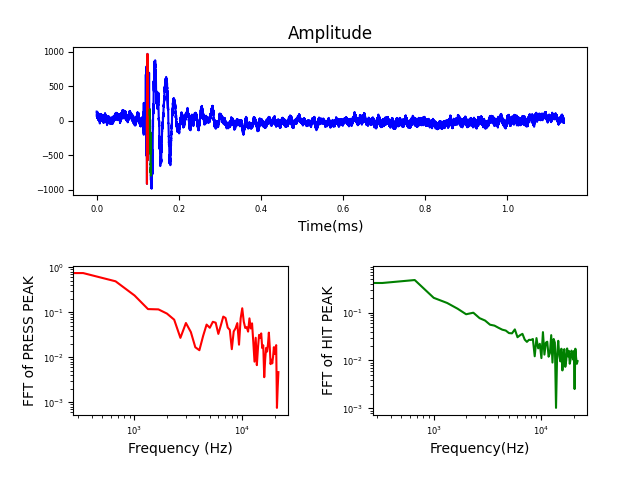 Amplitude
1000
500
0
−500
−1000
0.0 0.2 0.4 0.6 0.8 1.0
Time(ms)
FFT of PRESS PEAK
10⁰
10⁻¹
10⁻²
10⁻³
10³ 10⁴
Frequency (Hz)
FFT of HIT PEAK
10⁻¹
10⁻²
10⁻³
10³ 10⁴
Frequency(Hz)